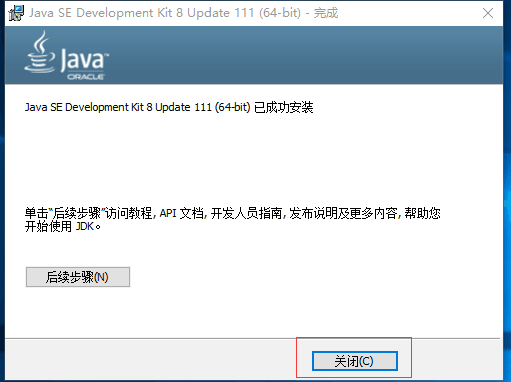 Java SE Development Kit 8 Update 111 (64-bit) - 完成
Java™
ORACLE
Java SE Development Kit 8 Update 111 (64-bit) 已成功安装
单击“后续步骤”访问教程, API 文档, 开发人员指南, 发布说明及更多内容, 帮助您
开始使用 JDK。
后续步骤(N)
关闭(C)